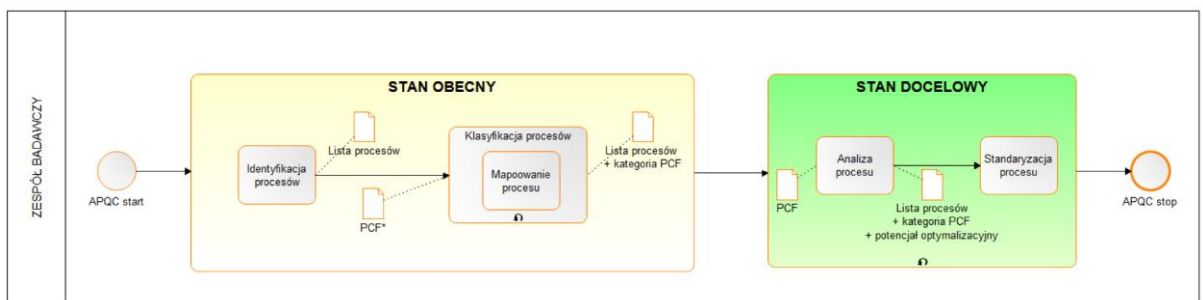 ZESPÓŁ BADAWCZY
APQC start
STAN OBECNY
Identyfikacja
procesów
Lista procesów
PCF*
Klasyfikacja procesów
Mapoowanie
procesu
Lista procesów
+ kategoria PCF
STAN DOCELOWY
PCF
Analiza
procesu
Lista procesów
+ kategoria PCF
+ potencjał optymalizacyjny
Standaryzacja
procesu
APQC stop